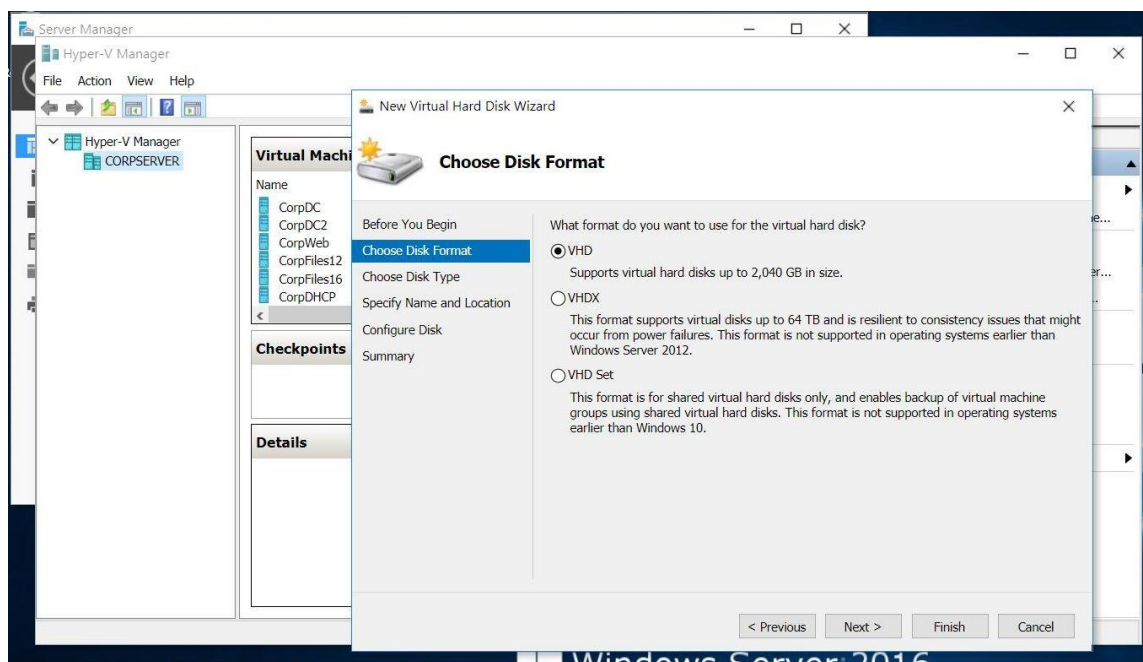 Server Manager
Hyper-V Manager
File Action View Help
Hyper-V Manager
CORPSERVER
Name
CorpDC
CorpDC2
CorpWeb
CorpFiles12
CorpFiles16
CorpDHCP
Checkpoints
Details
New Virtual Hard Disk Wizard
Choose Disk Format
Before You Begin
Choose Disk Format
Choose Disk Type
Specify Name and Location
Configure Disk
Summary
What format do you want to use for the virtual hard disk?
VHD
Supports virtual hard disks up to 2,040 GB in size.
VHDX
This format supports virtual disks up to 64 TB and is resilient to consistency issues that might
occur from power failures. This format is not supported in operating systems earlier than
Windows Server 2012.
VHD Set
This format is for shared virtual hard disks only, and enables backup of virtual machine
groups using shared virtual hard disks. This format is not supported in operating systems
earlier than Windows 10.
< Previous Next > Finish Cancel
Windows Server 2016